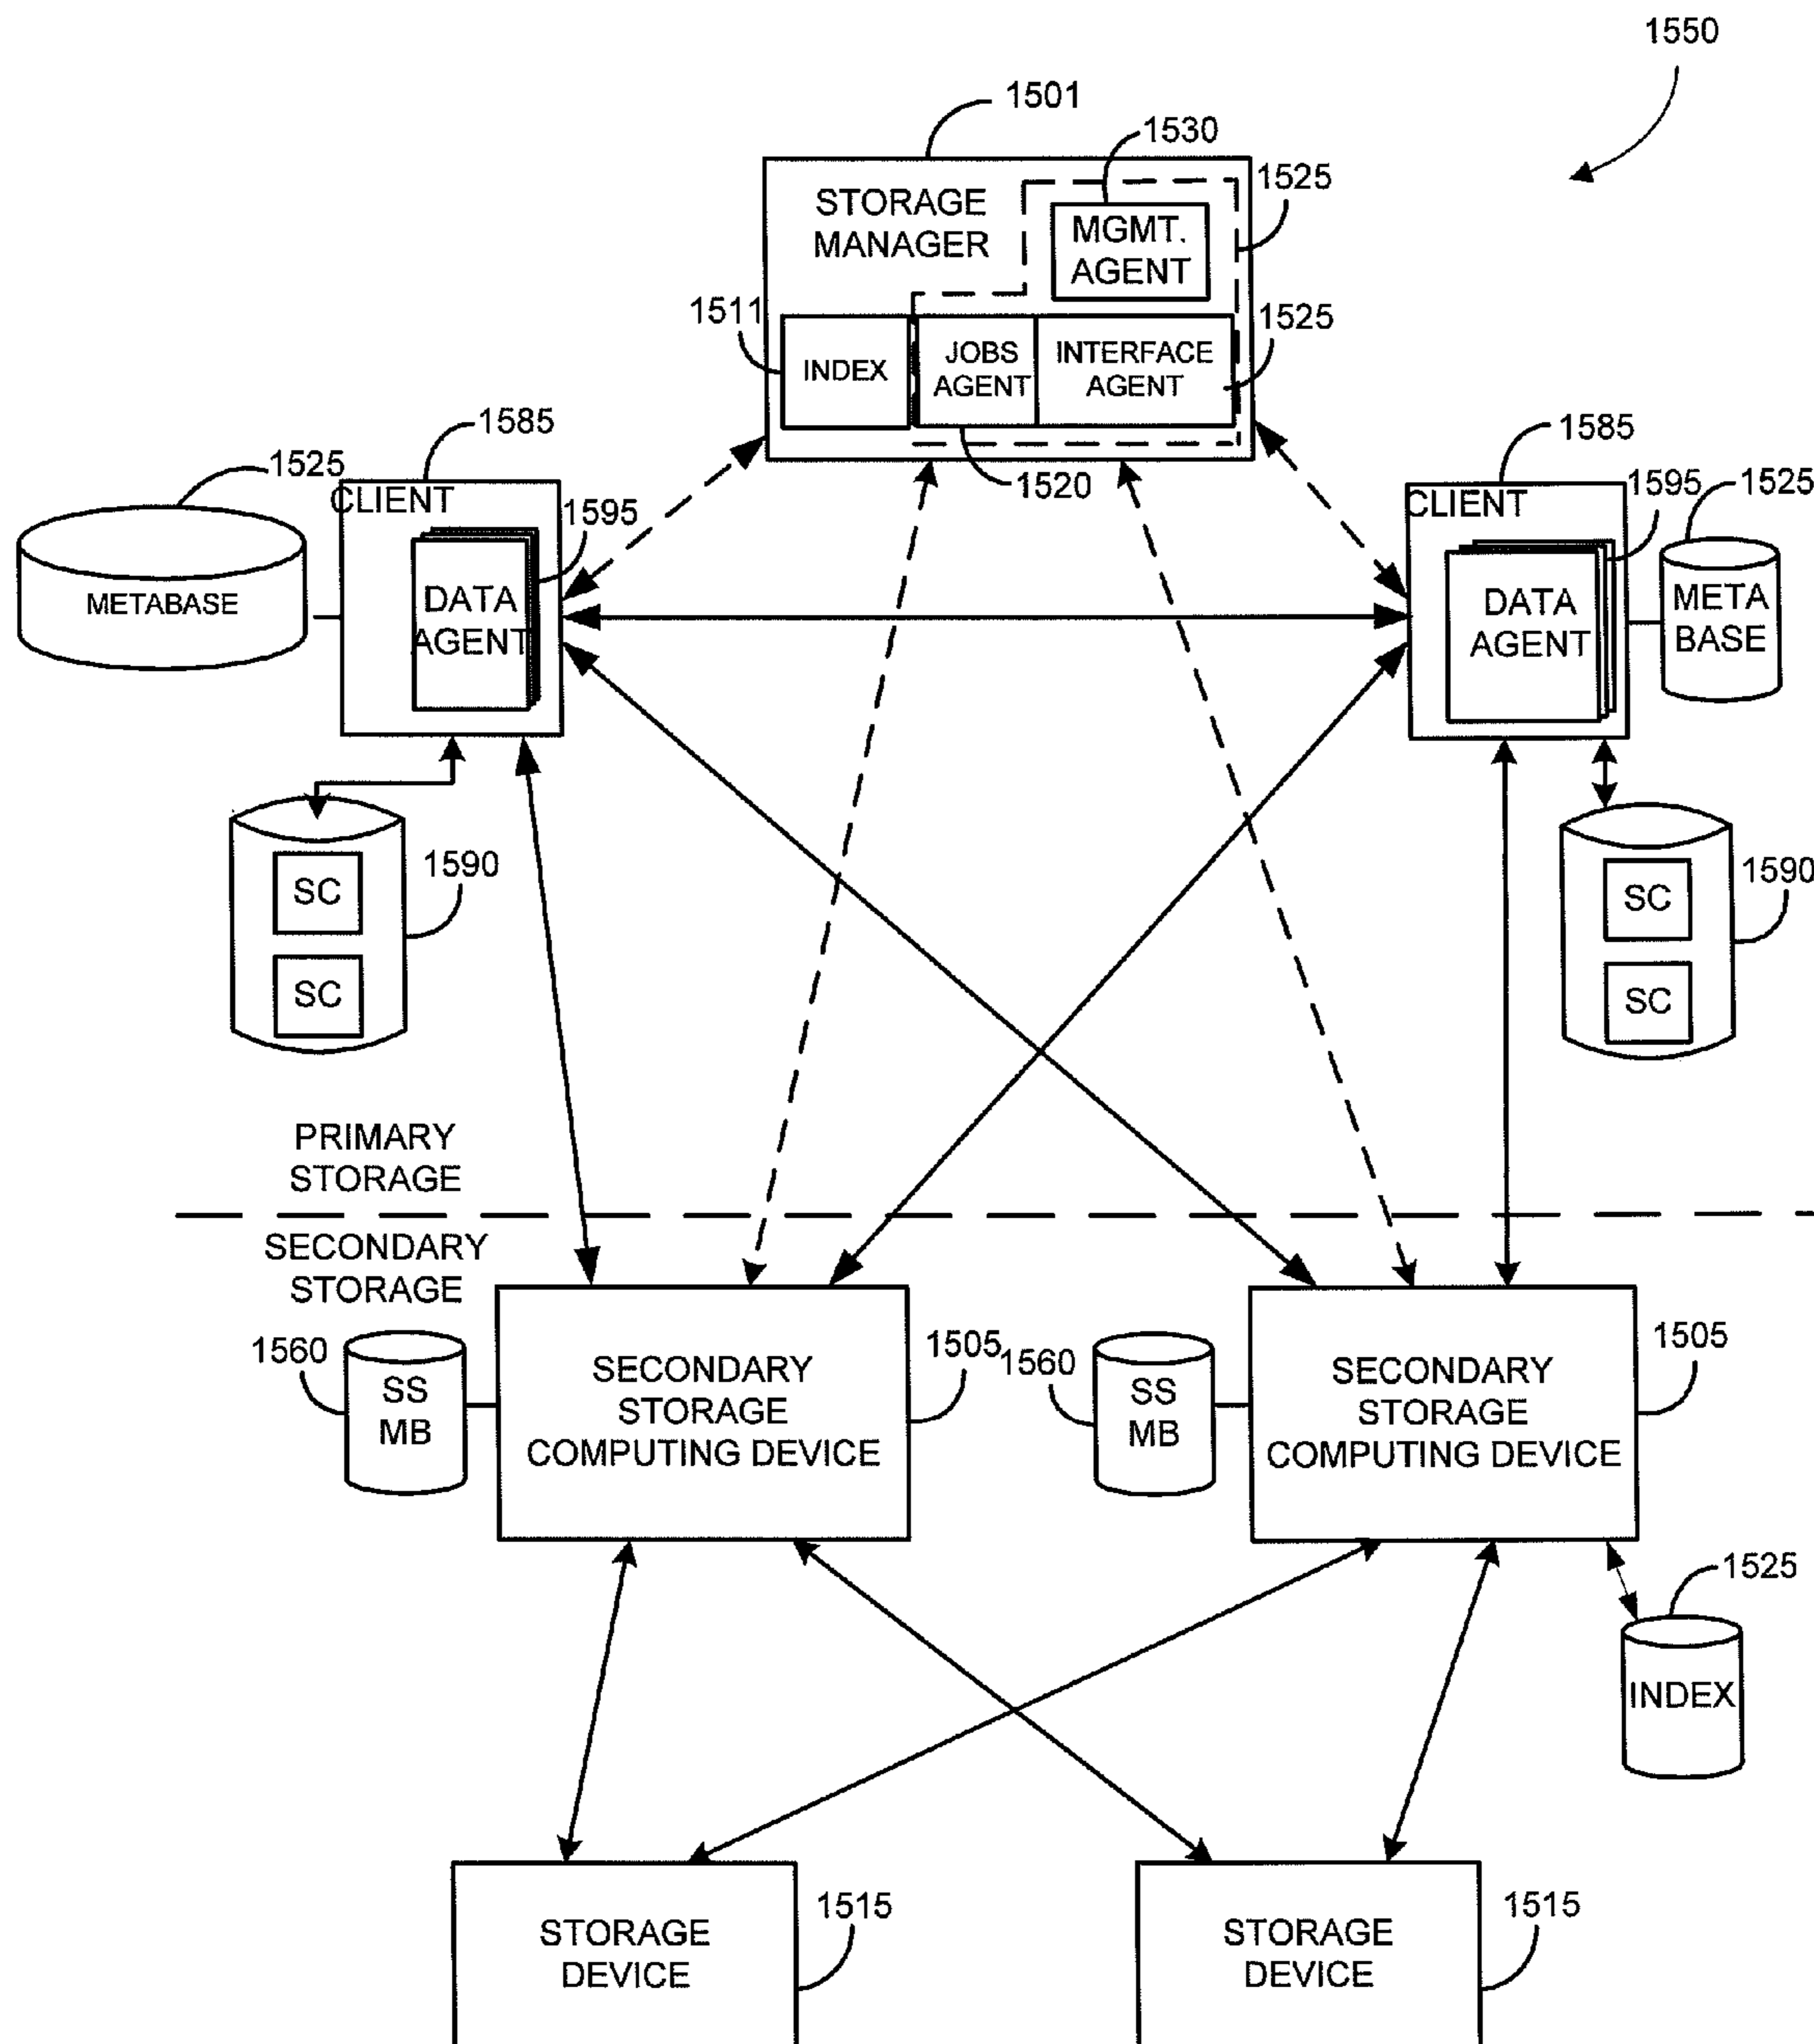 1550
1501
1530
1525
STORAGE
MANAGER
MGMT.
AGENT
1511
1525
INDEX
JOBS
AGENT
INTERFACE
AGENT
1520
1585
1585
1525
CLIENT
1595
METABASE
DATA
AGENT
CLIENT
1595
1525
DATA
AGENT
META
BASE
SC
SC
1590
SC
SC
1590
PRIMARY
STORAGE
SECONDARY
STORAGE
1560
SS
MB
SECONDARY
STORAGE
COMPUTING DEVICE
1505
1560
SS
MB
SECONDARY
STORAGE
COMPUTING DEVICE
1505
1525
INDEX
STORAGE
DEVICE
1515
STORAGE
DEVICE
1515